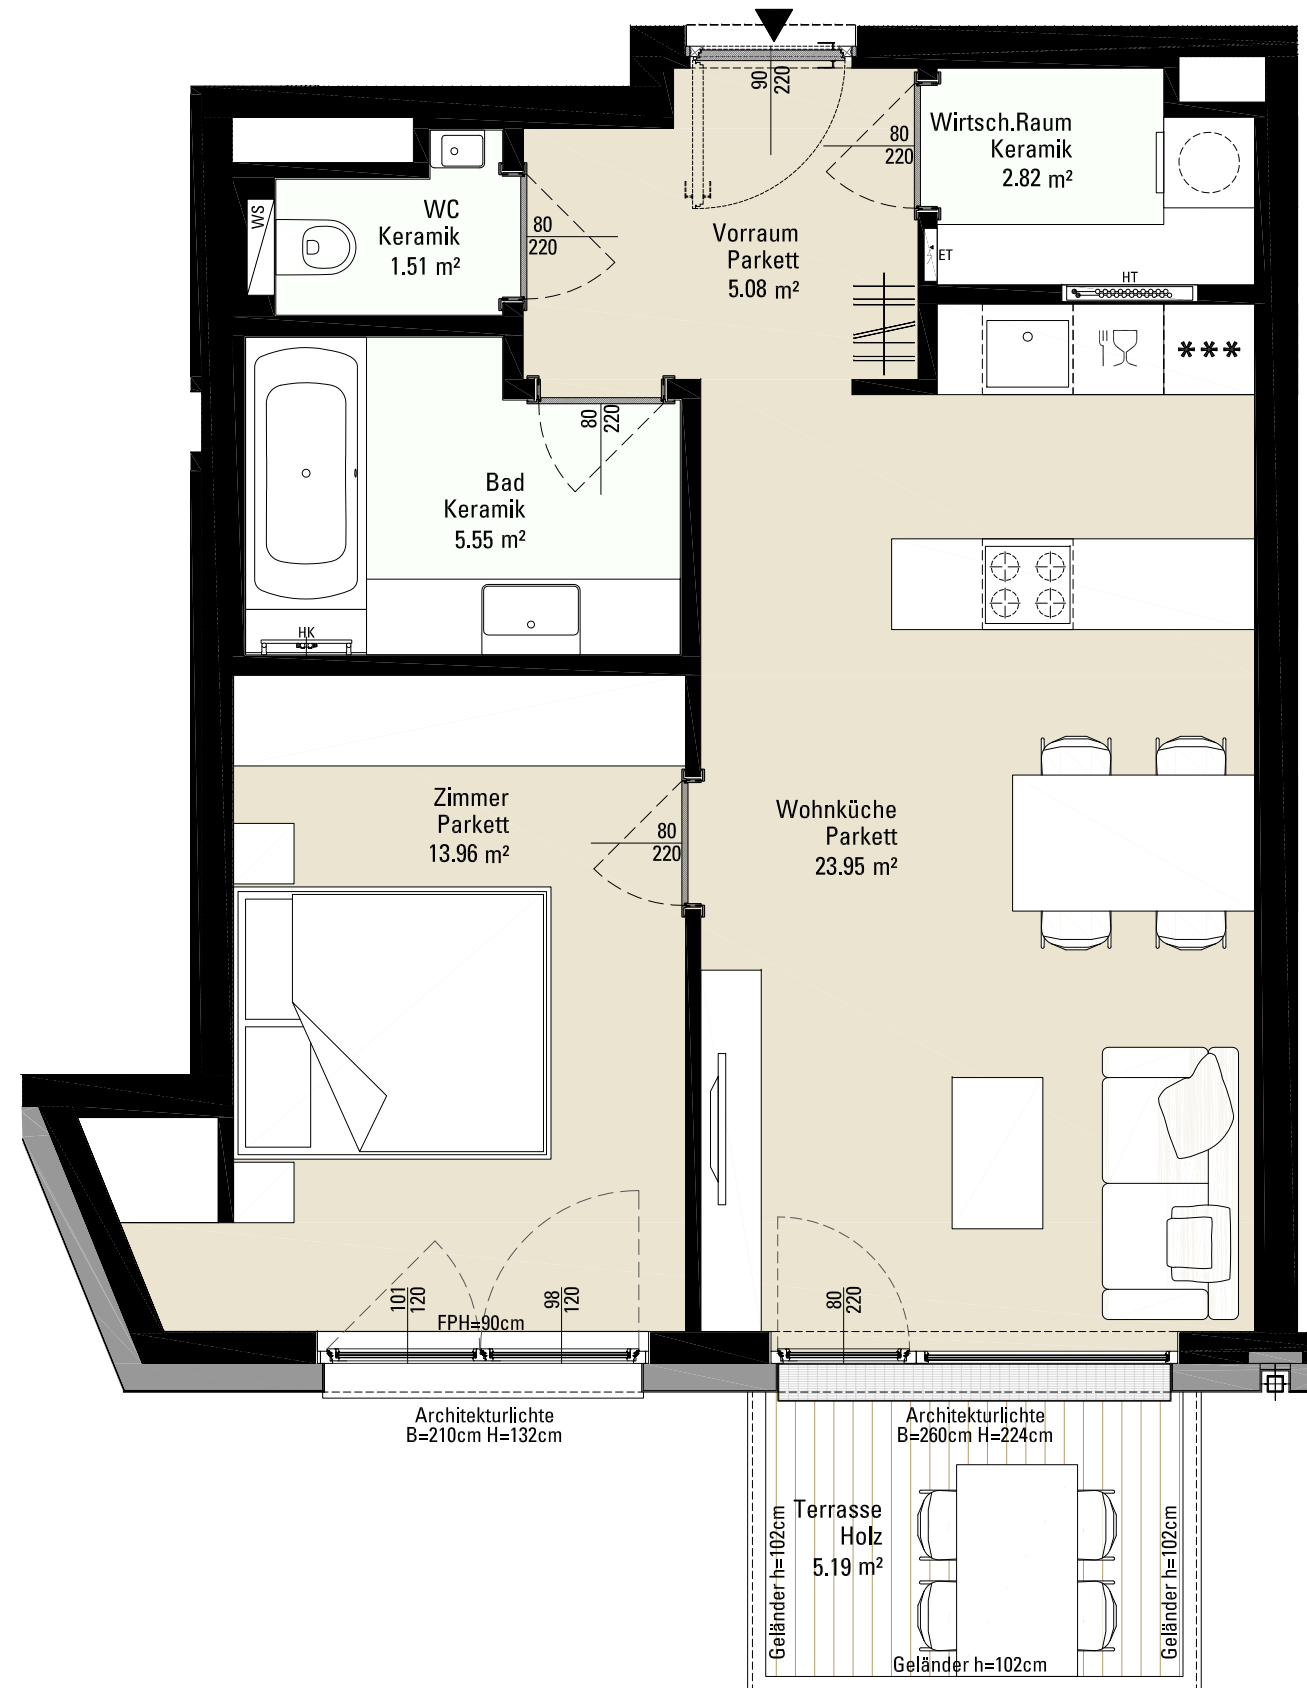 90
220
80
220
Wirtsch.Raum
Keramik
2.82 m²
WS
WC
Keramik
1.51 m²
80
220
Vorraum
Parkett
5.08 m²
ET
HT
***
80
220
Bad
Keramik
5.55 m²
HK
Zimmer
Parkett
13.96 m²
80
220
Wohnküche
Parkett
23.95 m²
101
120
98
120
FPH=90cm
80
220
Architekturlichte
B=210cm H=132cm
Architekturlichte
B=260cm H=224cm
Terrasse
Holz
5.19 m²
Geländer h=102cm
Geländer h=102cm
Geländer h=102cm